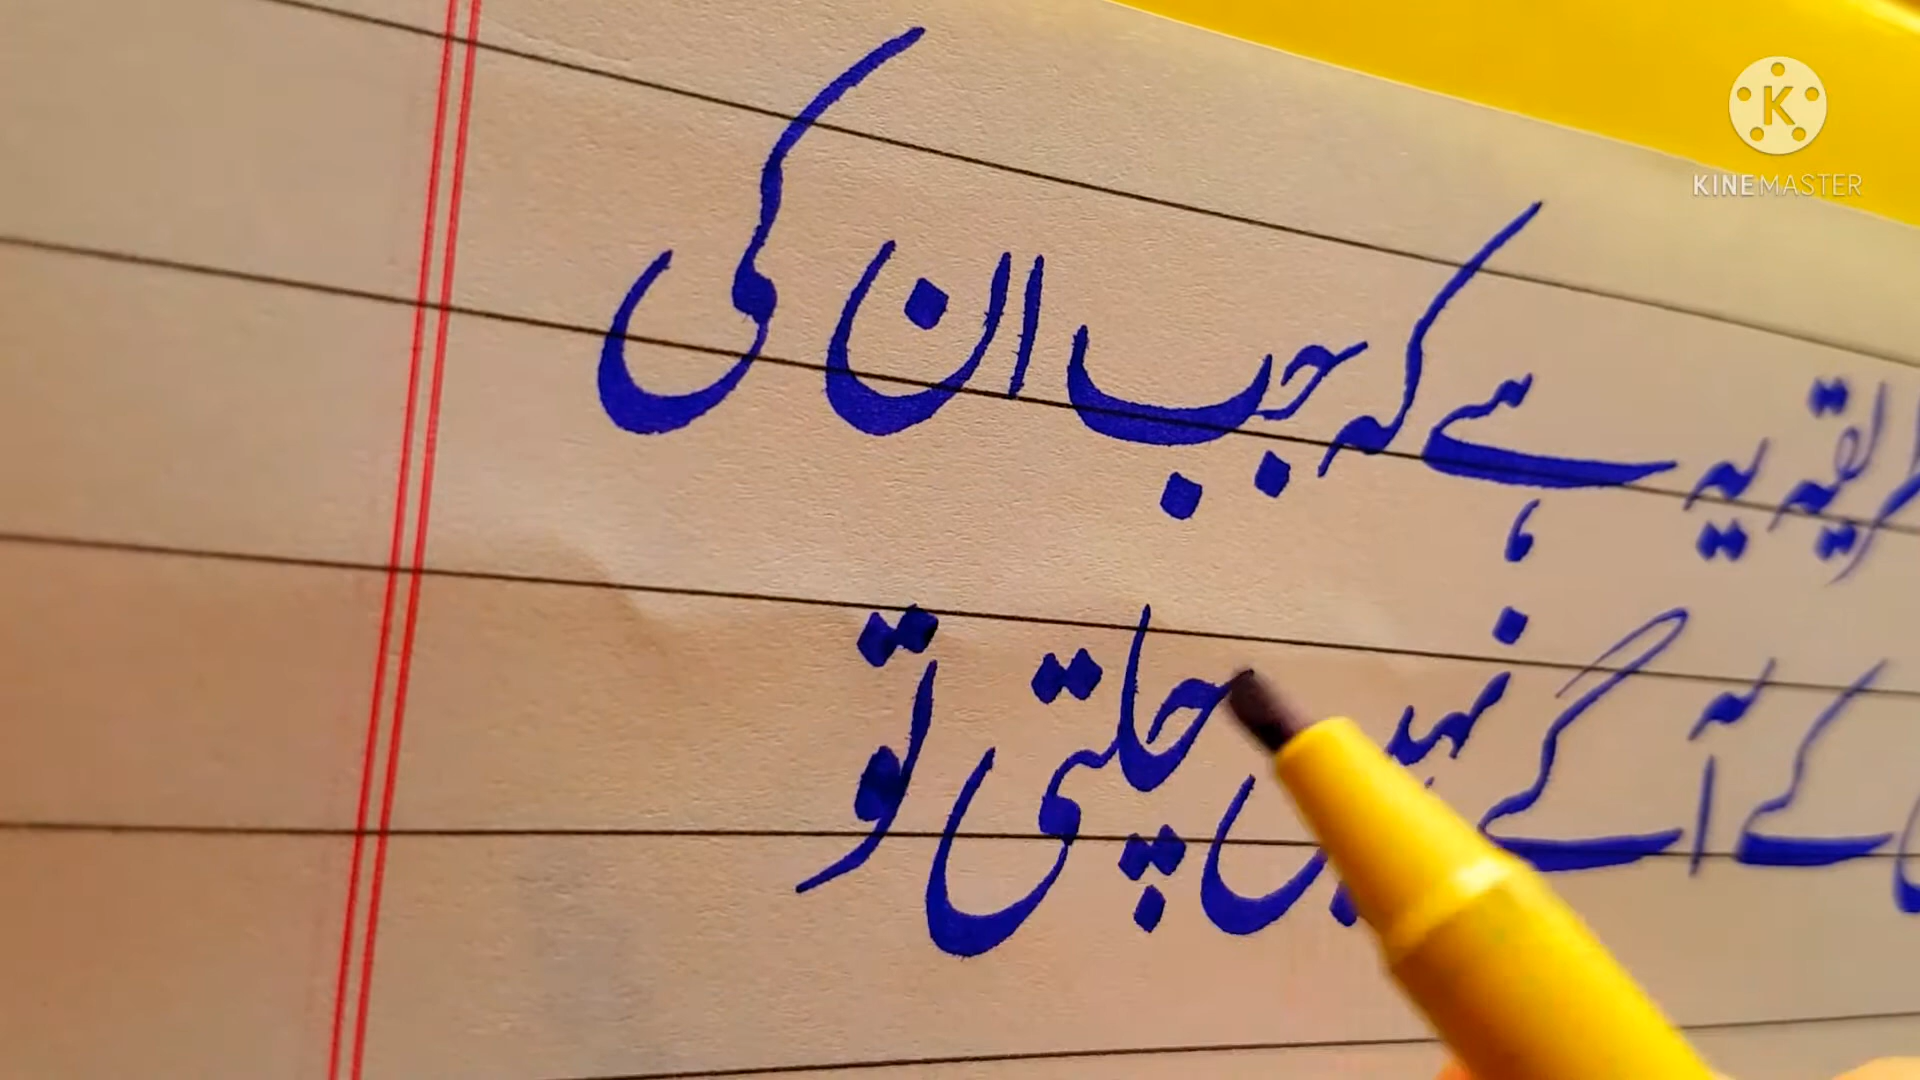 KINEMASTER
طریقہ یہ ہے کہ جب ان کی
کے آگے نہیں چلتی تو